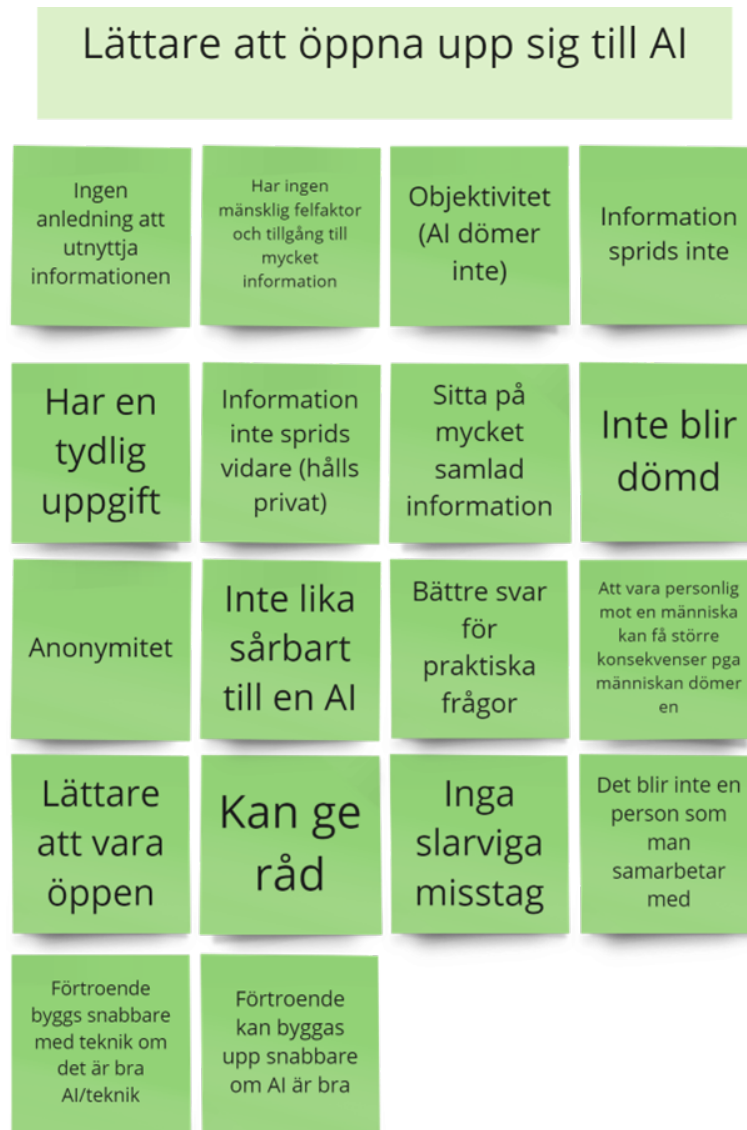 Lättare att öppna upp sig till AI
Ingen
anledning att
utnyttja
informationen
Har ingen
mänsklig felfaktor
och tillgång till
mycket
information
Objektivitet
(AI dömer
inte)
Information
sprids inte
Har en
tydlig
uppgift
Information
inte sprids
vidare (hålls
privat)
Sitta på
mycket
samlad
information
Inte blir
dömd
Anonymitet
Inte lika
sårbart
till en AI
Bättre svar
för
praktiska
frågor
Att vara personlig
mot en människa
kan få större
konsekvenser pga
människan dömer
en
Lättare
att vara
öppen
Kan ge
råd
Inga
slarviga
misstag
Det blir inte en
person som
man
samarbetar
med
Förtroende
byggs snabbare
med teknik om
det är bra
AI/teknik
Förtroende
kan byggas
upp snabbare
om AI är bra